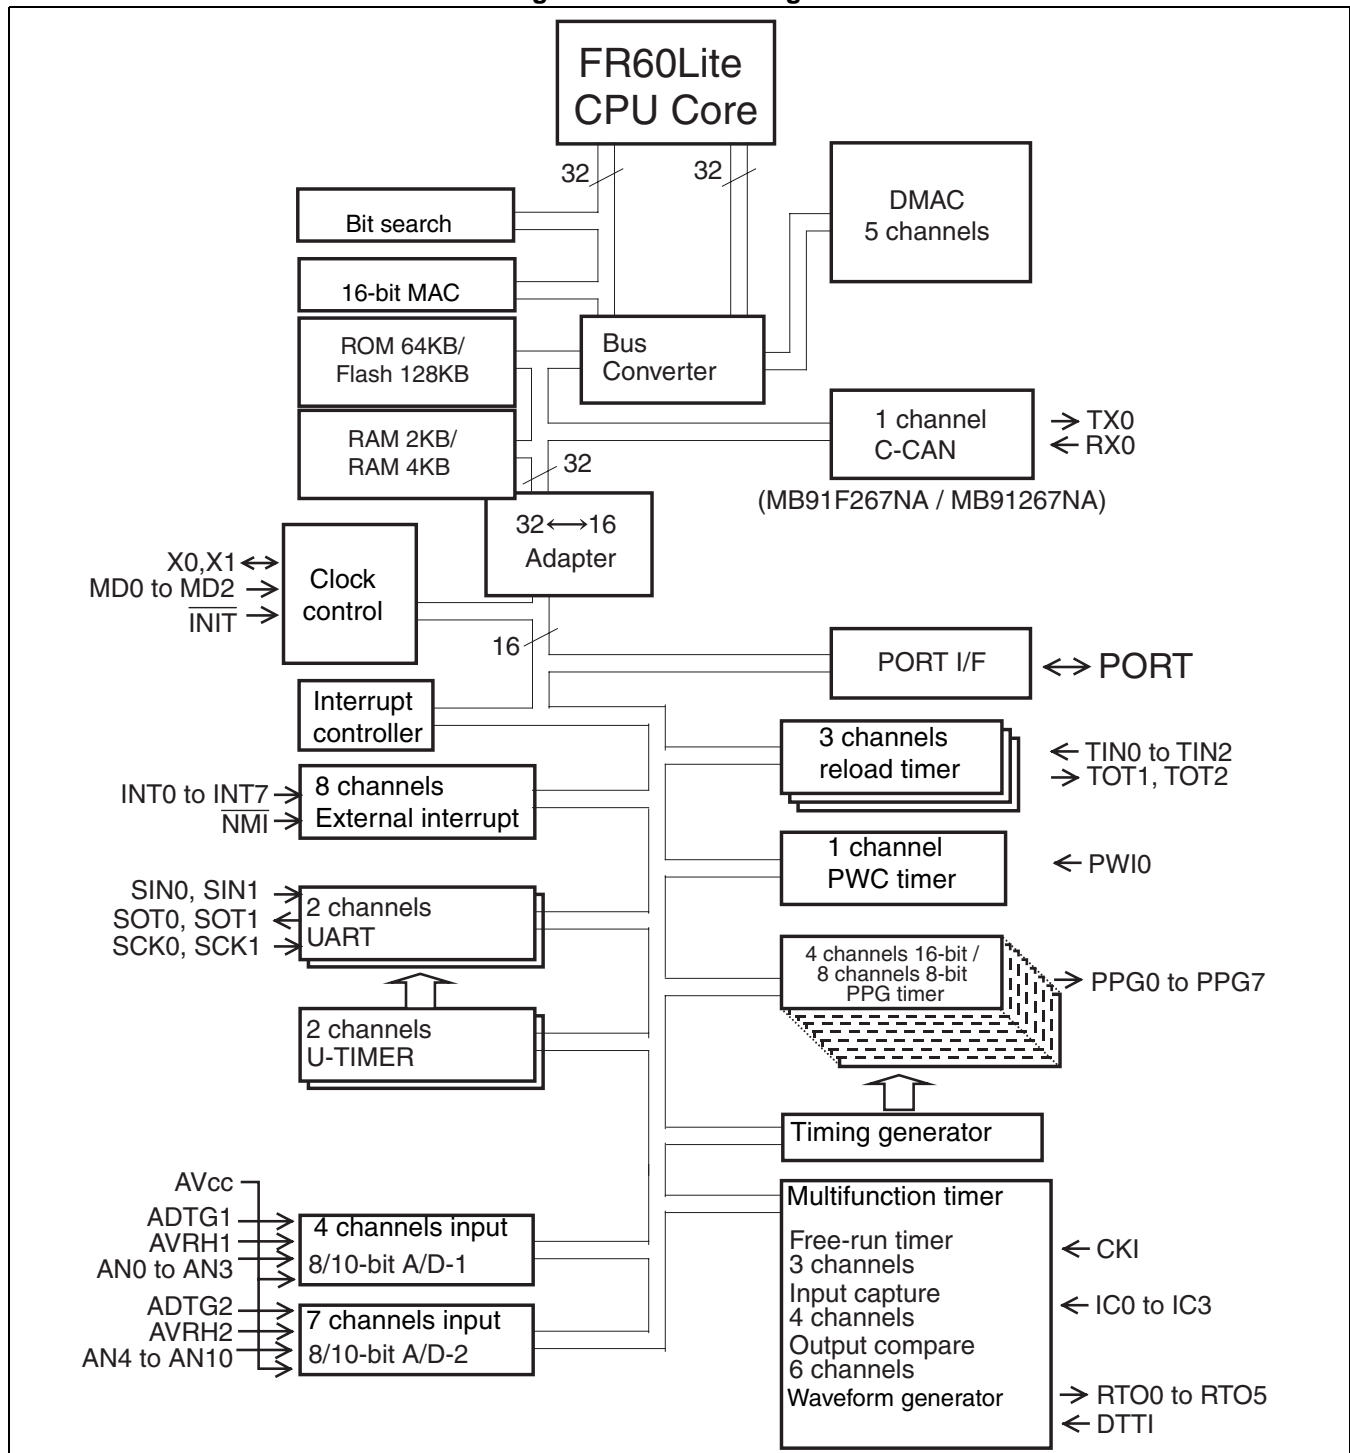 FR60Lite
CPU Core
32
32
DMAC
5 channels
Bit search
16-bit MAC
ROM 64KB/
Flash 128KB
Bus
Converter
RAM 2KB/
RAM 4KB
1 channel
C-CAN
TX0
RX0
32
(MB91F267NA / MB91267NA)
32↔16
Adapter
X0,X1
MD0 to MD2
INIT
Clock
control
16
PORT I/F
PORT
Interrupt
controller
3 channels
reload timer
TIN0 to TIN2
TOT1, TOT2
INT0 to INT7
NMI
8 channels
External interrupt
1 channel
PWC timer
PWI0
SIN0, SIN1
SOT0, SOT1
SCK0, SCK1
2 channels
UART
4 channels 16-bit /
8 channels 8-bit
PPG timer
PPG0 to PPG7
2 channels
U-TIMER
Timing generator
AVcc
ADTG1
AVRH1
AN0 to AN3
4 channels input
8/10-bit A/D-1
ADTG2
AVRH2
AN4 to AN10
7 channels input
8/10-bit A/D-2
Multifunction timer
Free-run timer
3 channels
Input capture
4 channels
Output compare
6 channels
Waveform generator
CKI
IC0 to IC3
RTO0 to RTO5
DTTI